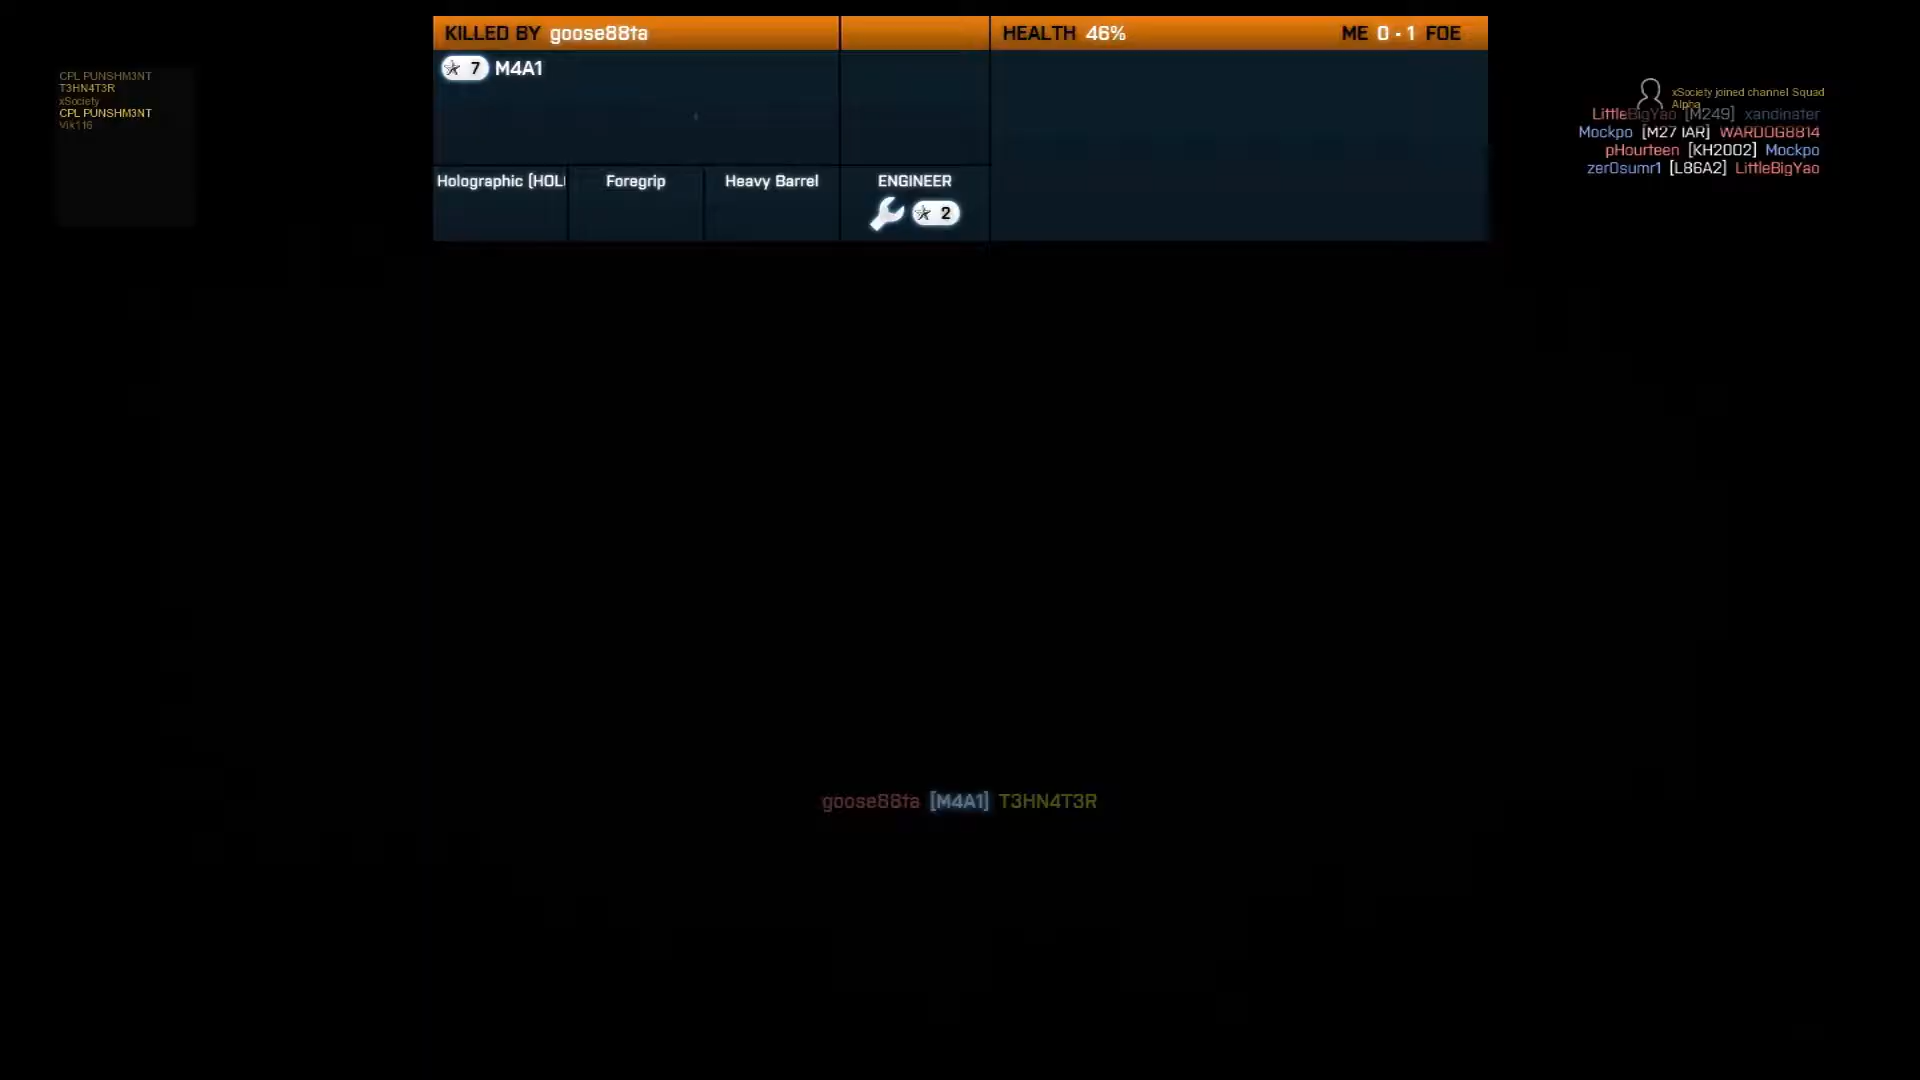 KILLED BY goose88ta
HEALTH 46%
ME 0 - 1 FOE
7 M4A1
Holographic (HOL
Foregrip
Heavy Barrel
ENGINEER
2
CPL PUNSHM3NT
T3HN4T3R
xSociety
CPL PUNSHM3NT
Vik116
xSociety joined channel Squad
Alpha
LittleBigYao [M249] xandinater
Mockpo [M27 IAR] WARDOG8814
pHourteen [KH2002] Mockpo
zer0sumr1 [L86A2] LittleBigYao
goose88ta [M4A1] T3HN4T3R